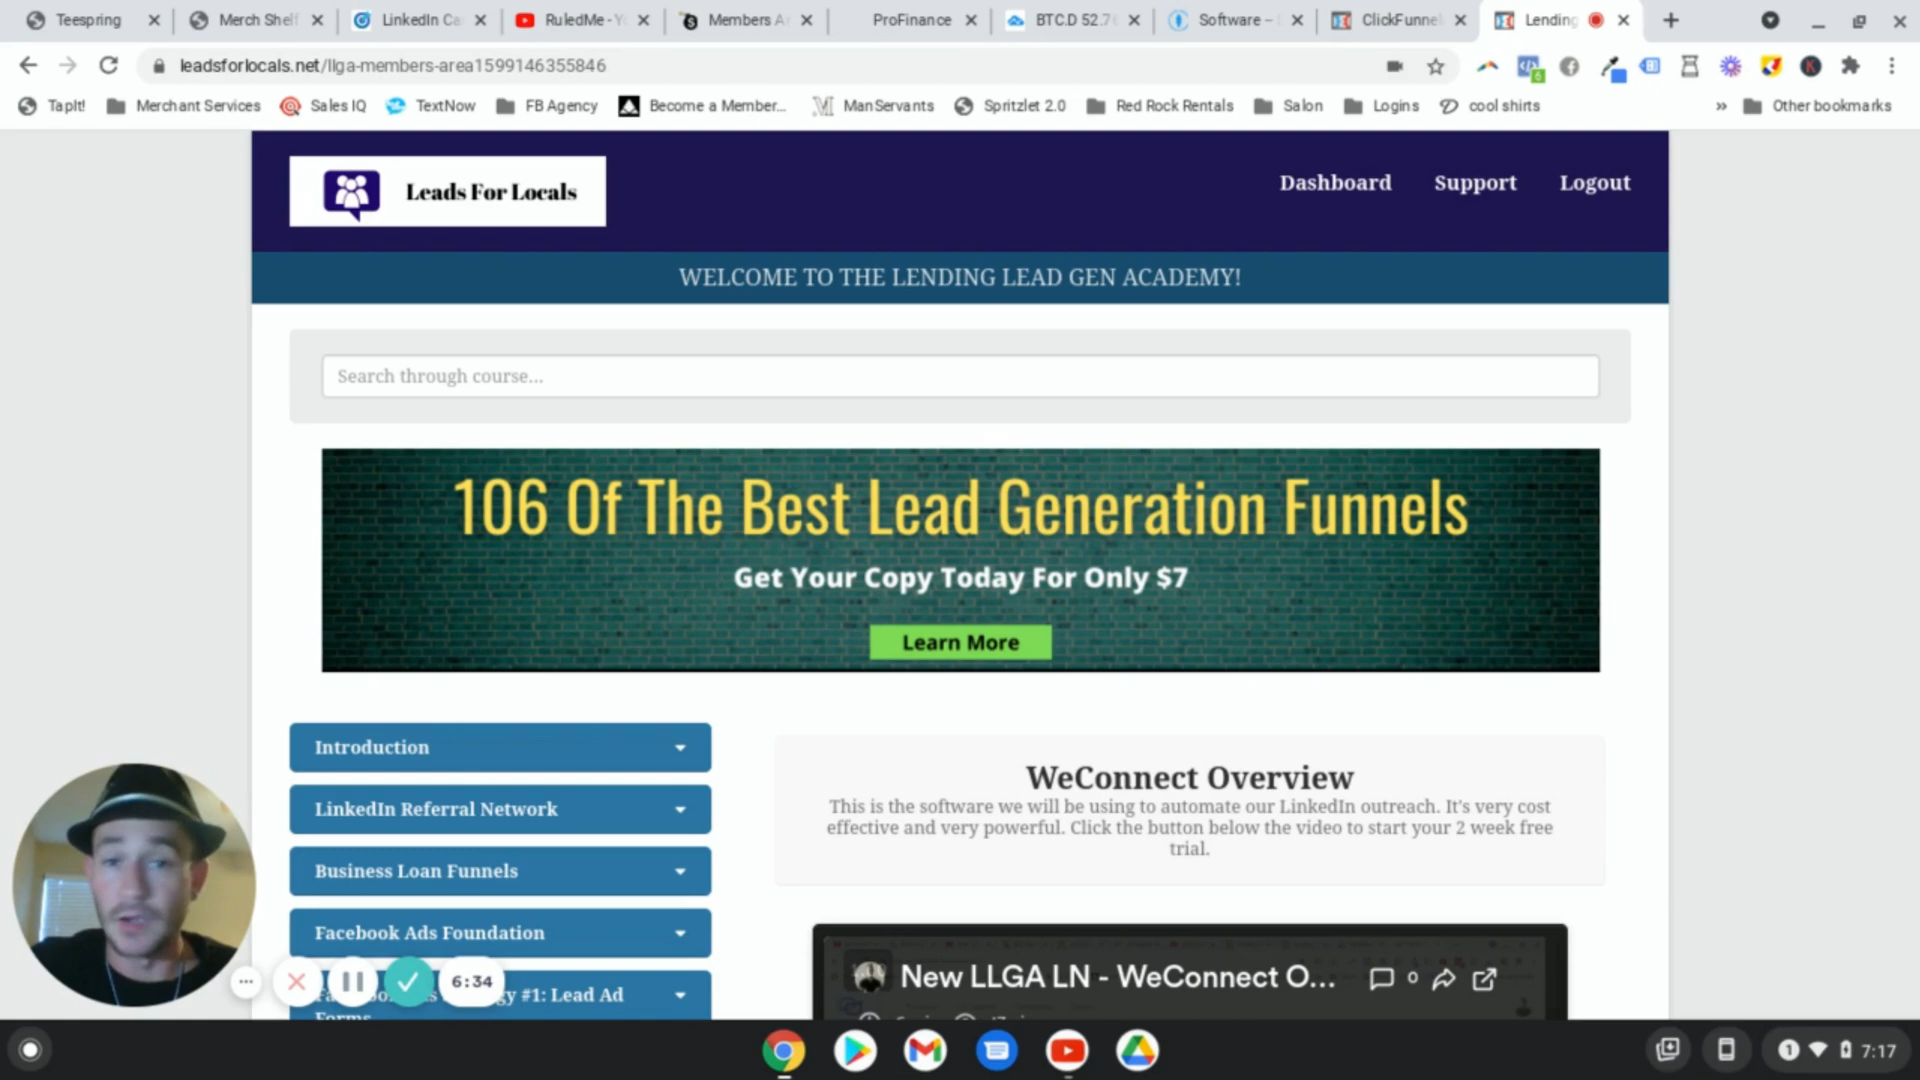 Teespring
Merch Shelf
LinkedIn Ca
RuledMe - Y
Members A
ProFinance
BTC.D 52.7
Software –
ClickFunnel
Lending
leadsforlocals.net/llga-members-area1599146355846
TapIt!
Merchant Services
Sales IQ
TextNow
FB Agency
Become a Member...
ManServants
Spritzlet 2.0
Red Rock Rentals
Salon
Logins
cool shirts
»
Other bookmarks
Leads For Locals
Dashboard
Support
Logout
WELCOME TO THE LENDING LEAD GEN ACADEMY!
Search through course...
106 Of The Best Lead Generation Funnels
Get Your Copy Today For Only $7
Learn More
Introduction
LinkedIn Referral Network
Business Loan Funnels
Facebook Ads Foundation
gy #1: Lead Ad
Forms
WeConnect Overview
This is the software we will be using to automate our LinkedIn outreach. It's very cost
effective and very powerful. Click the button below the video to start your 2 week free
trial.
New LLGA LN - WeConnect O...
0
6:34
1
7:17